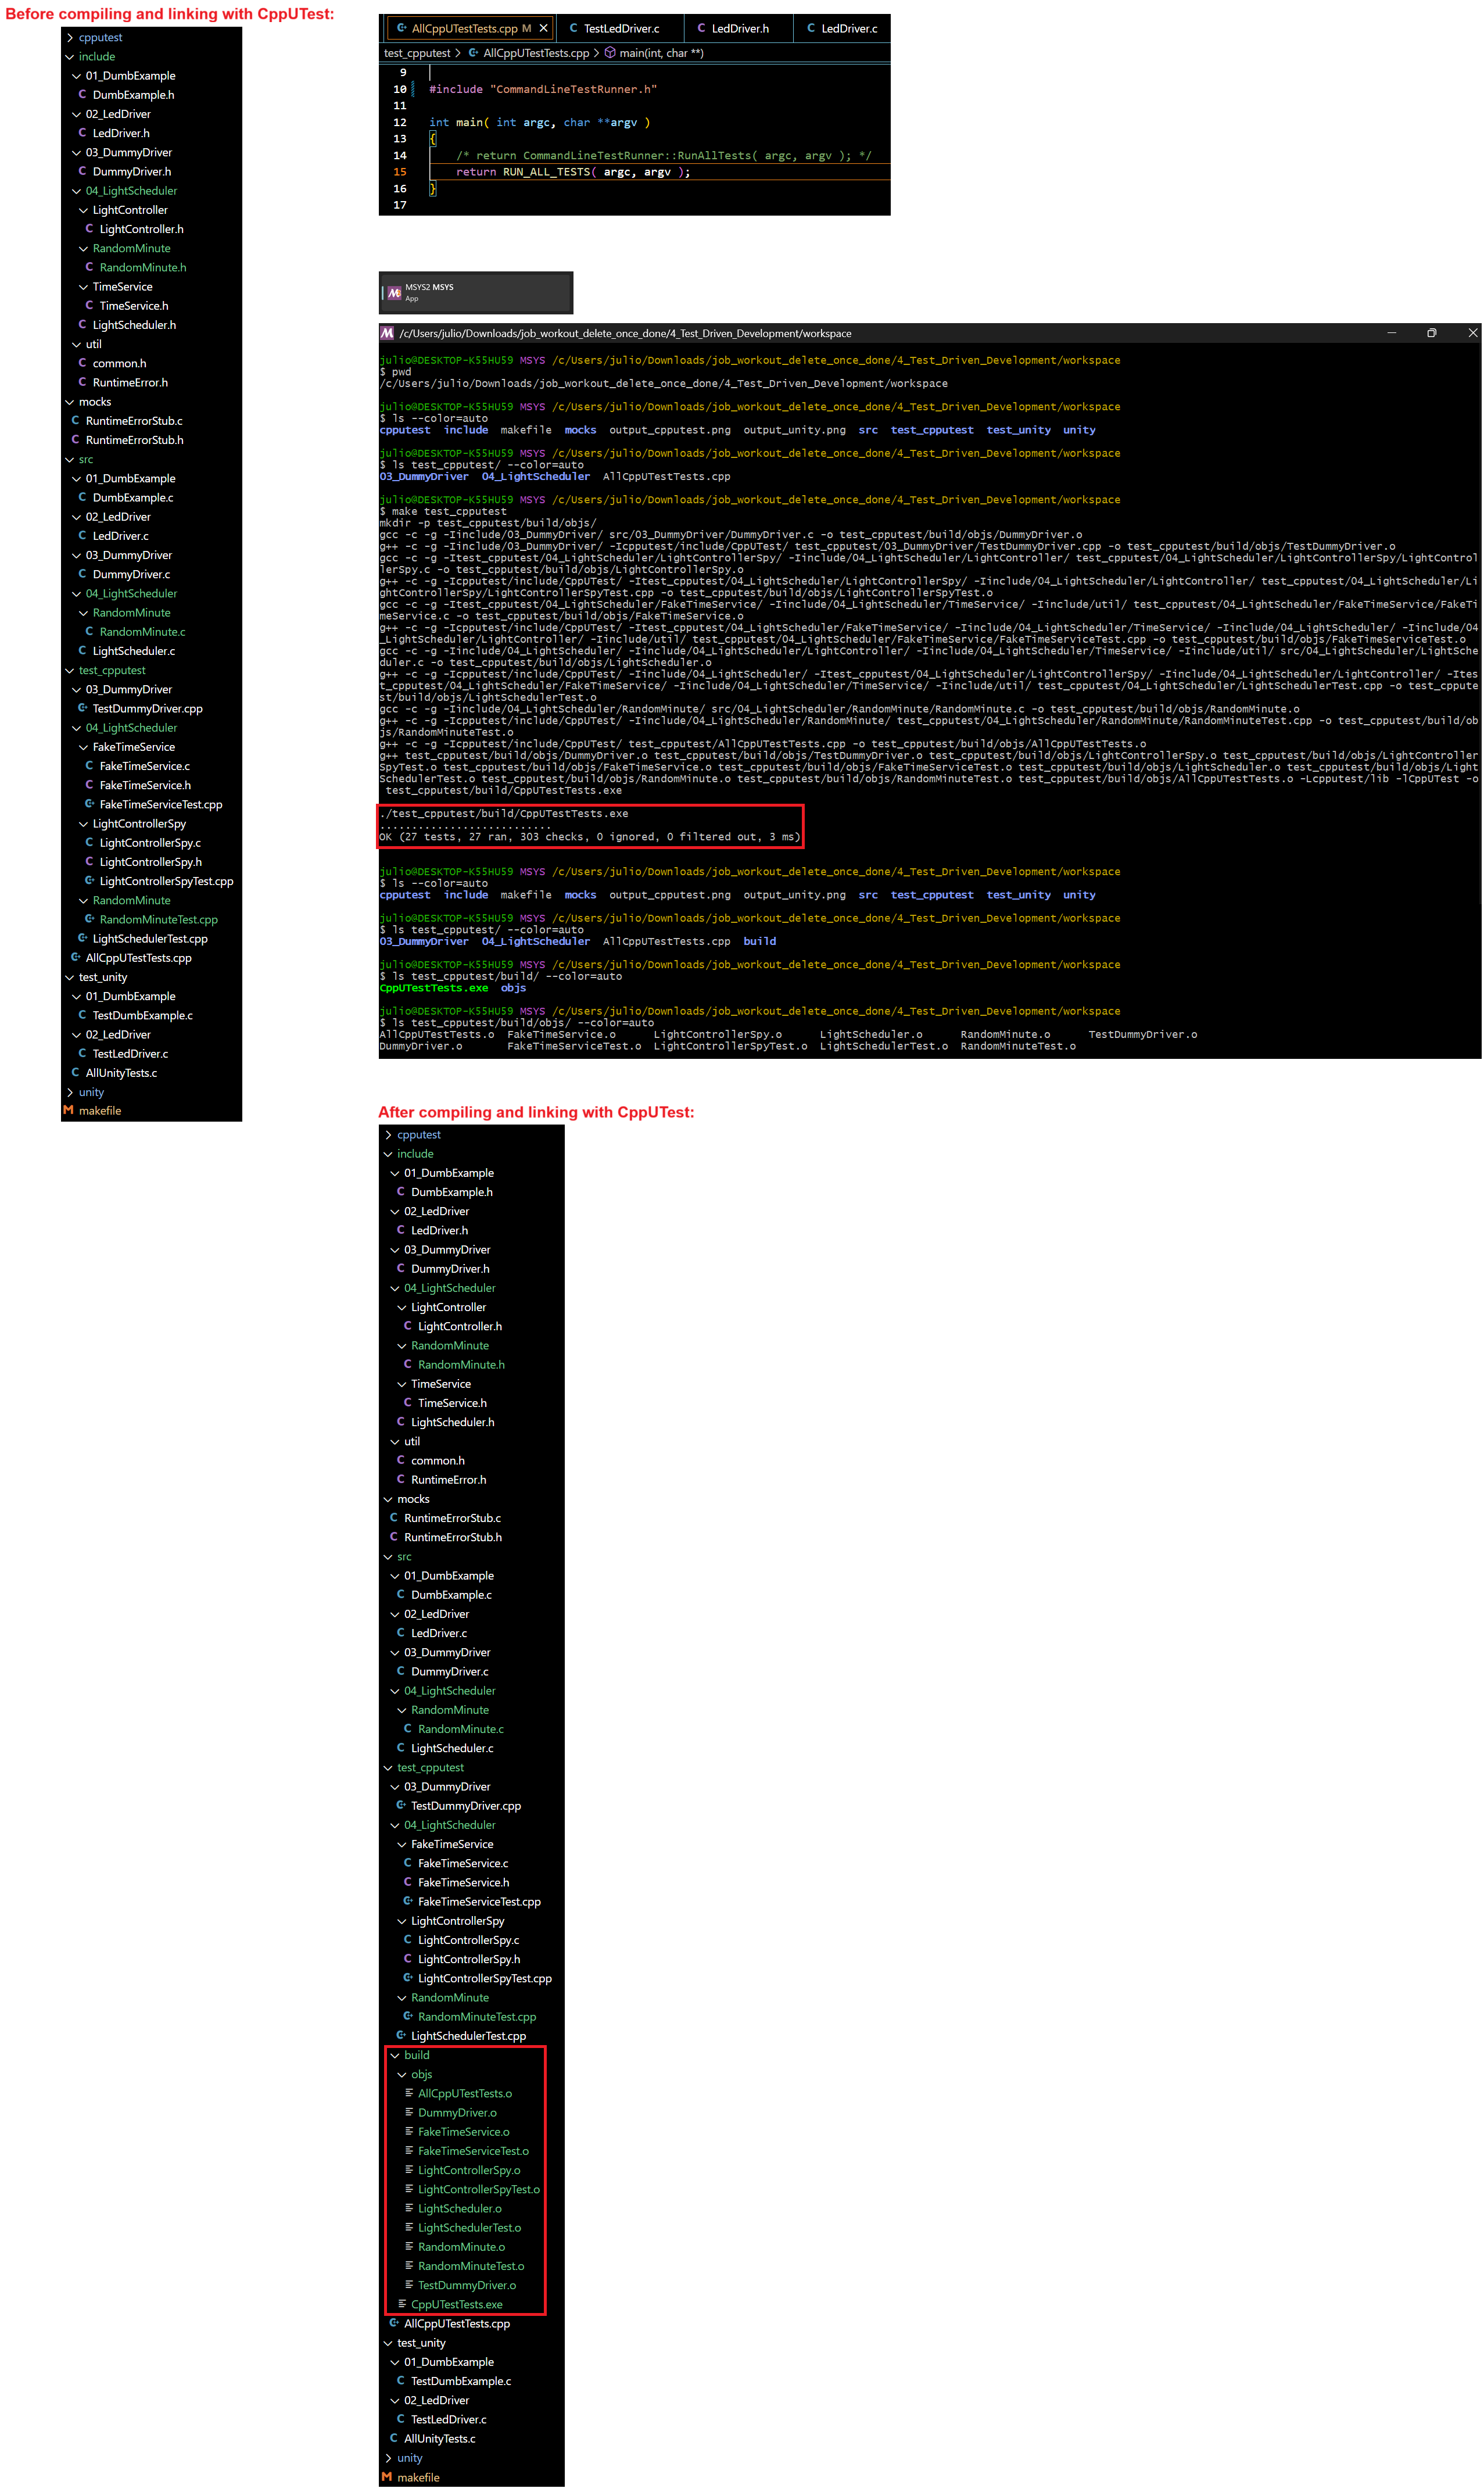 Before compiling and linking with CppUTest:
cpputest
include
01_DumbExample
C DumbExample.h
02_LedDriver
C LedDriver.h
03_DummyDriver
C DummyDriver.h
04_LightScheduler
LightController
C LightController.h
RandomMinute
C RandomMinute.h
TimeService
C TimeService.h
C LightScheduler.h
util
C common.h
C RuntimeError.h
mocks
C RuntimeErrorStub.c
C RuntimeErrorStub.h
src
01_DumbExample
C DumbExample.c
02_LedDriver
C LedDriver.c
03_DummyDriver
C DummyDriver.c
04_LightScheduler
RandomMinute
C RandomMinute.c
C LightScheduler.c
test_cpputest
03_DummyDriver
TestDummyDriver.cpp
04_LightScheduler
FakeTimeService
C FakeTimeService.c
C FakeTimeService.h
FakeTimeServiceTest.cpp
LightControllerSpy
C LightControllerSpy.c
C LightControllerSpy.h
LightControllerSpyTest.cpp
RandomMinute
RandomMinuteTest.cpp
LightSchedulerTest.cpp
AllCppUTestTests.cpp
test_unity
01_DumbExample
C TestDumbExample.c
02_LedDriver
C TestLedDriver.c
C AllUnityTests.c
unity
M makefile
AllCppUTestTests.cpp M C TestLedDriver.c C LedDriver.h C LedDriver.c
test_cpputest > AllCppUTestTests.cpp > main(int, char **)
9
10 #include "CommandLineTestRunner.h"
11
12 int main( int argc, char **argv )
13 {
14 /* return CommandLineTestRunner::RunAllTests( argc, argv ); */
15 return RUN_ALL_TESTS( argc, argv );
16 }
17
MSYS2 MSYS
App
/c/Users/julio/Downloads/job_workout_delete_once_done/4_Test_Driven_Development/workspace
julio@DESKTOP-K55HU59 MSYS /c/Users/julio/Downloads/job_workout_delete_once_done/4_Test_Driven_Development/workspace
$ pwd
/c/Users/julio/Downloads/job_workout_delete_once_done/4_Test_Driven_Development/workspace
julio@DESKTOP-K55HU59 MSYS /c/Users/julio/Downloads/job_workout_delete_once_done/4_Test_Driven_Development/workspace
$ ls --color=auto
cpputest include makefile mocks output_cpputest.png output_unity.png src test_cpputest test_unity unity
julio@DESKTOP-K55HU59 MSYS /c/Users/julio/Downloads/job_workout_delete_once_done/4_Test_Driven_Development/workspace
$ ls test_cpputest/ --color=auto
03_DummyDriver 04_LightScheduler AllCppUTestTests.cpp
julio@DESKTOP-K55HU59 MSYS /c/Users/julio/Downloads/job_workout_delete_once_done/4_Test_Driven_Development/workspace
$ make test_cpputest
mkdir -p test_cpputest/build/objs/
gcc -c -g -Iinclude/03_DummyDriver/ src/03_DummyDriver/DummyDriver.c -o test_cpputest/build/objs/DummyDriver.o
g++ -c -g -Iinclude/03_DummyDriver/ -Icpputest/include/CppUTest/ test_cpputest/03_DummyDriver/TestDummyDriver.cpp -o test_cpputest/build/objs/TestDummyDriver.o
gcc -c -g -Itest_cpputest/04_LightScheduler/LightControllerSpy/ -Iinclude/04_LightScheduler/LightController/ test_cpputest/04_LightScheduler/LightControllerSpy/LightControl
lerSpy.c -o test_cpputest/build/objs/LightControllerSpy.o
g++ -c -g -Icpputest/include/CppUTest/ -Itest_cpputest/04_LightScheduler/LightControllerSpy/ -Iinclude/04_LightScheduler/LightController/ test_cpputest/04_LightScheduler/Li
ghtControllerSpy/LightControllerSpyTest.cpp -o test_cpputest/build/objs/LightControllerSpyTest.o
gcc -c -g -Itest_cpputest/04_LightScheduler/FakeTimeService/ -Iinclude/04_LightScheduler/TimeService/ -Iinclude/util/ test_cpputest/04_LightScheduler/FakeTimeService/FakeTi
meService.c -o test_cpputest/build/objs/FakeTimeService.o
g++ -c -g -Icpputest/include/CppUTest/ -Itest_cpputest/04_LightScheduler/FakeTimeService/ -Iinclude/04_LightScheduler/TimeService/ -Iinclude/04_LightScheduler/ -Iinclude/04
_LightScheduler/LightController/ -Iinclude/util/ test_cpputest/04_LightScheduler/FakeTimeService/FakeTimeServiceTest.cpp -o test_cpputest/build/objs/FakeTimeServiceTest.o
gcc -c -g -Iinclude/04_LightScheduler/ -Iinclude/04_LightScheduler/LightController/ -Iinclude/04_LightScheduler/TimeService/ -Iinclude/util/ src/04_LightScheduler/LightSche
duler.c -o test_cpputest/build/objs/LightScheduler.o
g++ -c -g -Icpputest/include/CppUTest/ -Iinclude/04_LightScheduler/ -Itest_cpputest/04_LightScheduler/LightControllerSpy/ -Iinclude/04_LightScheduler/LightController/ -Ites
t_cpputest/04_LightScheduler/FakeTimeService/ -Iinclude/04_LightScheduler/TimeService/ -Iinclude/util/ test_cpputest/04_LightScheduler/LightSchedulerTest.cpp -o test_cppute
st/build/objs/LightSchedulerTest.o
gcc -c -g -Iinclude/04_LightScheduler/RandomMinute/ src/04_LightScheduler/RandomMinute/RandomMinute.c -o test_cpputest/build/objs/RandomMinute.o
g++ -c -g -Icpputest/include/CppUTest/ -Iinclude/04_LightScheduler/RandomMinute/ test_cpputest/04_LightScheduler/RandomMinute/RandomMinuteTest.cpp -o test_cpputest/build/ob
js/RandomMinuteTest.o
g++ -c -g -Icpputest/include/CppUTest/ test_cpputest/AllCppUTestTests.cpp -o test_cpputest/build/objs/AllCppUTestTests.o
g++ test_cpputest/build/objs/DummyDriver.o test_cpputest/build/objs/TestDummyDriver.o test_cpputest/build/objs/LightControllerSpy.o test_cpputest/build/objs/LightController
SpyTest.o test_cpputest/build/objs/FakeTimeService.o test_cpputest/build/objs/FakeTimeServiceTest.o test_cpputest/build/objs/LightScheduler.o test_cpputest/build/objs/Light
SchedulerTest.o test_cpputest/build/objs/RandomMinute.o test_cpputest/build/objs/RandomMinuteTest.o test_cpputest/build/objs/AllCppUTestTests.o -Lcpputest/lib -lCppUTest -o
test_cpputest/build/CppUTestTests.exe
./test_cpputest/build/CppUTestTests.exe
...........................
OK (27 tests, 27 ran, 303 checks, 0 ignored, 0 filtered out, 3 ms)
julio@DESKTOP-K55HU59 MSYS /c/Users/julio/Downloads/job_workout_delete_once_done/4_Test_Driven_Development/workspace
$ ls --color=auto
cpputest include makefile mocks output_cpputest.png output_unity.png src test_cpputest test_unity unity
julio@DESKTOP-K55HU59 MSYS /c/Users/julio/Downloads/job_workout_delete_once_done/4_Test_Driven_Development/workspace
$ ls test_cpputest/ --color=auto
03_DummyDriver 04_LightScheduler AllCppUTestTests.cpp build
julio@DESKTOP-K55HU59 MSYS /c/Users/julio/Downloads/job_workout_delete_once_done/4_Test_Driven_Development/workspace
$ ls test_cpputest/build/ --color=auto
CppUTestTests.exe objs
julio@DESKTOP-K55HU59 MSYS /c/Users/julio/Downloads/job_workout_delete_once_done/4_Test_Driven_Development/workspace
$ ls test_cpputest/build/objs/ --color=auto
AllCppUTestTests.o FakeTimeService.o LightControllerSpy.o LightScheduler.o RandomMinute.o TestDummyDriver.o
DummyDriver.o FakeTimeServiceTest.o LightControllerSpyTest.o LightSchedulerTest.o RandomMinuteTest.o
After compiling and linking with CppUTest:
cpputest
include
01_DumbExample
C DumbExample.h
02_LedDriver
C LedDriver.h
03_DummyDriver
C DummyDriver.h
04_LightScheduler
LightController
C LightController.h
RandomMinute
C RandomMinute.h
TimeService
C TimeService.h
C LightScheduler.h
util
C common.h
C RuntimeError.h
mocks
C RuntimeErrorStub.c
C RuntimeErrorStub.h
src
01_DumbExample
C DumbExample.c
02_LedDriver
C LedDriver.c
03_DummyDriver
C DummyDriver.c
04_LightScheduler
RandomMinute
C RandomMinute.c
C LightScheduler.c
test_cpputest
03_DummyDriver
TestDummyDriver.cpp
04_LightScheduler
FakeTimeService
C FakeTimeService.c
C FakeTimeService.h
FakeTimeServiceTest.cpp
LightControllerSpy
C LightControllerSpy.c
C LightControllerSpy.h
LightControllerSpyTest.cpp
RandomMinute
RandomMinuteTest.cpp
LightSchedulerTest.cpp
build
objs
AllCppUTestTests.o
DummyDriver.o
FakeTimeService.o
FakeTimeServiceTest.o
LightControllerSpy.o
LightControllerSpyTest.o
LightScheduler.o
LightSchedulerTest.o
RandomMinute.o
RandomMinuteTest.o
TestDummyDriver.o
CppUTestTests.exe
AllCppUTestTests.cpp
test_unity
01_DumbExample
C TestDumbExample.c
02_LedDriver
C TestLedDriver.c
C AllUnityTests.c
unity
M makefile